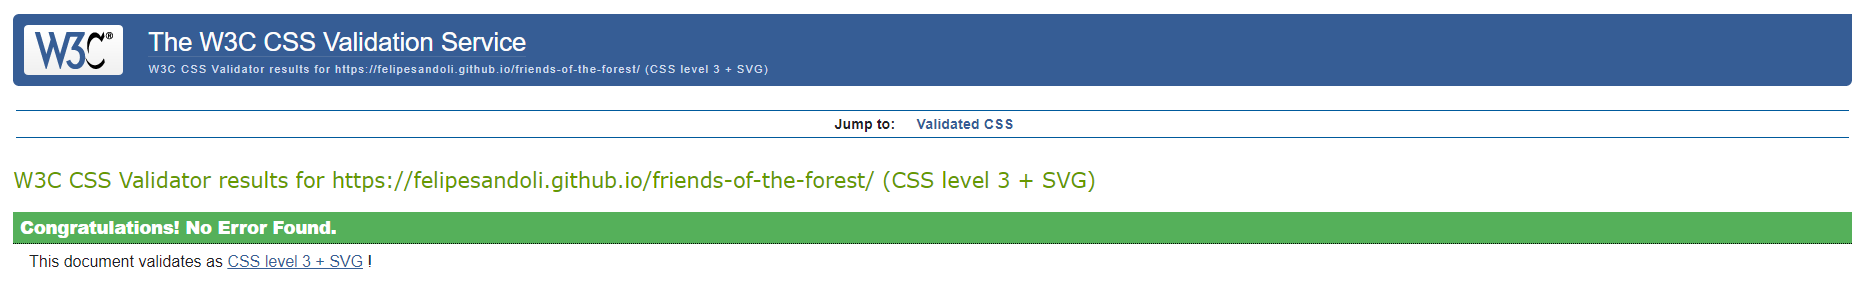 W3C®
The W3C CSS Validation Service
W3C CSS Validator results for https://felipesandoli.github.io/friends-of-the-forest/ (CSS level 3 + SVG)
Jump to: Validated CSS
W3C CSS Validator results for https://felipesandoli.github.io/friends-of-the-forest/ (CSS level 3 + SVG)
Congratulations! No Error Found.
This document validates as CSS level 3 + SVG !